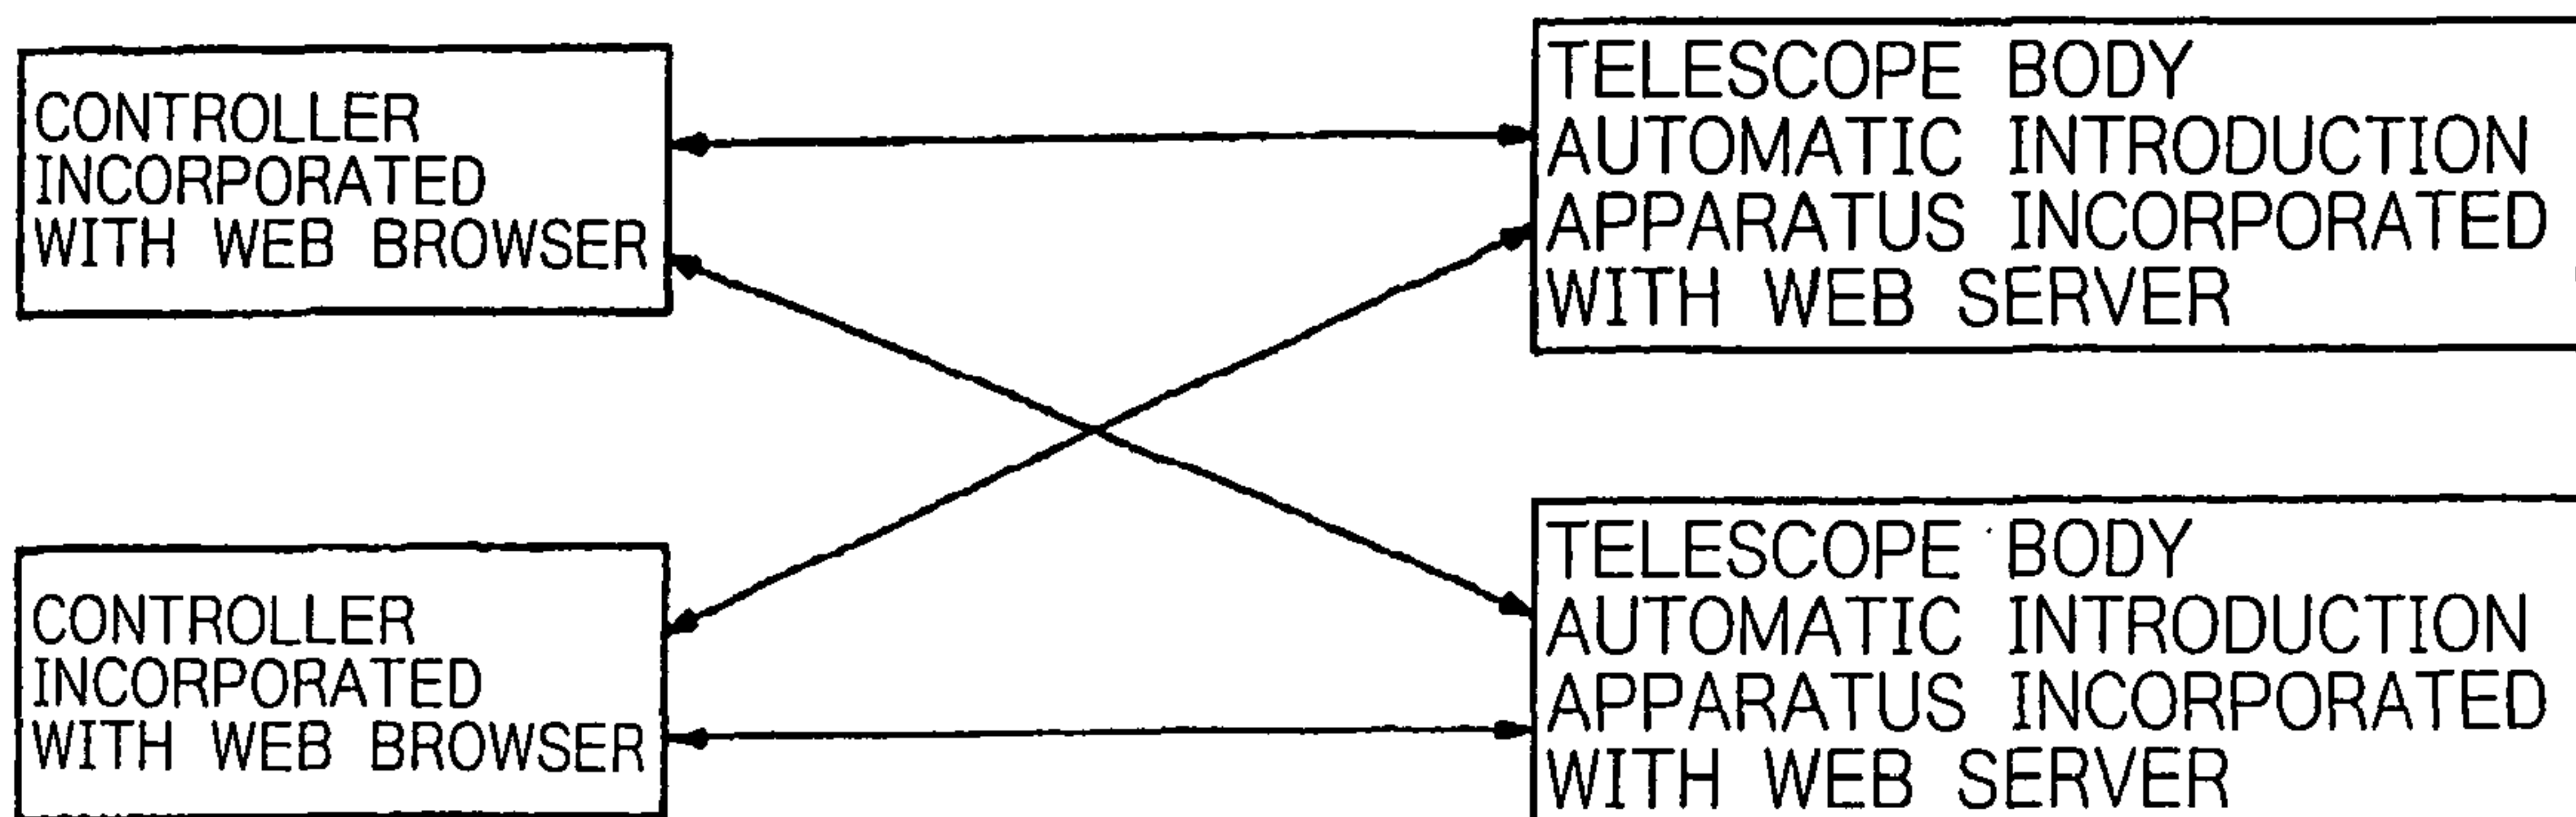 CONTROLLER
INCORPORATED
WITH WEB BROWSER
TELESCOPE BODY
AUTOMATIC INTRODUCTION
APPARATUS INCORPORATED
WITH WEB SERVER
CONTROLLER
INCORPORATED
WITH WEB BROWSER
TELESCOPE BODY
AUTOMATIC INTRODUCTION
APPARATUS INCORPORATED
WITH WEB SERVER